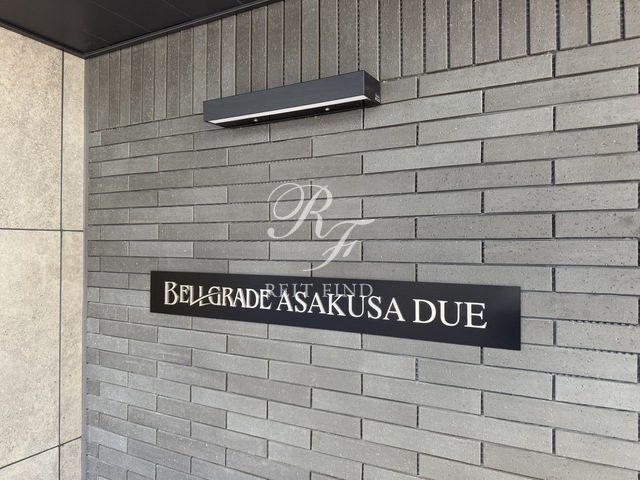 RF
REIT FIND
BELLGRADE ASAKUSA DUE